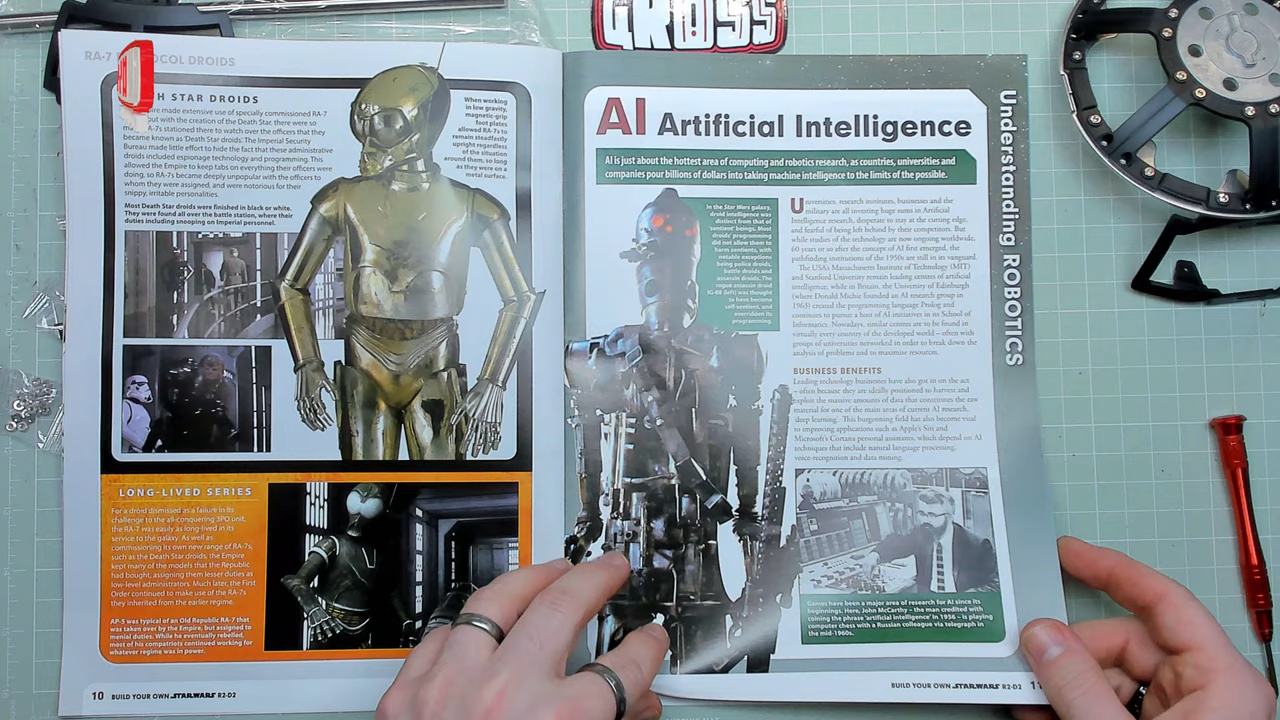 GROSS
RA-7
OCOL DROIDS
H STAR DROIDS
made extensive use of specially commissioned RA-7
with the creation of the Death Star, there were so
A-7s stationed there to watch over the officers that they
became known as 'Death Star droids'. The Imperial Security
Bureau made little effort to hide the fact that these administrative
droids included espionage technology and programming. This
allowed the Empire to keep tabs on everything their officers were
doing, so RA-7s became deeply unpopular with the officers to
whom they were assigned, and were notorious for their
snippy, irritable personalities.
Most Death Star droids were finished in black or white.
They were found all over the battle station, where their
duties including snooping on Imperial personnel.
When working
in low gravity,
magnetic-grip
foot plates
allowed RA-7s to
remain steadfastly
upright regardless
of the situation
around them, so long
as they were on a
metal surface.
LONG-LIVED SERIES
For a droid dismissed as a failure in its
challenge to the all-conquering 3PO unit,
the RA-7 was easily as long-lived in its
service to the galaxy. As well as
commissioning its own new range of RA-7s,
such as the Death Star droids, the Empire
kept many of the models that the Republic
had bought, assigning them lesser duties as
low-level administrators. Much later, the First
Order continued to make use of the RA-7s
they inherited from the earlier regime.
AP-5 was typical of an Old Republic RA-7 that
was taken over by the Empire, but assigned to
menial duties. While he eventually rebelled,
most of his compatriots continued working for
whatever regime was in power.
10 BUILD YOUR OWN STAR WARS R2-D2
AI Artificial Intelligence
AI is just about the hottest area of computing and robotics research, as countries, universities and
companies pour billions of dollars into taking machine intelligence to the limits of the possible.
In the Star Wars galaxy,
droid intelligence was
distinct from that of
'sentient' beings. Most
droids' programming
did not allow them to
harm sentients, with
notable exceptions
being police droids,
battle droids and
assassin droids. The
rogue assassin droid
IG-88 (left) was thought
to have become
self-sentient, and
overridden its
programming.
Universities, research institutes, businesses and the
military are all investing huge sums in Artificial
Intelligence research, desperate to stay at the cutting edge,
and fearful of being left behind by their competitors. But
while studies of the technology are now ongoing worldwide,
60 years or so after the concept of AI first emerged, the
pathfinding institutions of the 1950s are still in its vanguard.
The USA's Massachusetts Institute of Technology (MIT)
and Stanford University remain leading centres of artificial
intelligence, while in Britain, the University of Edinburgh
(where Donald Michie founded an AI research group in
1963) created the programming language Prolog and
continues to pursue a host of AI initiatives in its School of
Informatics. Nowadays, similar centres are to be found in
virtually every country of the developed world – often with
groups of universities networked in order to break down the
analysis of problems and to maximise resources.
BUSINESS BENEFITS
Leading technology businesses have also got in on the act
– often because they are ideally positioned to harvest and
exploit the massive amounts of data that constitutes the raw
material for one of the main areas of current AI research,
'deep learning'. This burgeoning field has also become vital
to improving applications such as Apple's Siri and
Microsoft's Cortana personal assistants, which depend on AI
techniques that include natural language processing,
voice-recognition and data mining.
Games have been a major area of research for AI since its
beginnings. Here, John McCarthy – the man credited with
coining the phrase 'artificial intelligence' in 1956 – is playing
computer chess with a Russian colleague via telegraph in
the mid-1960s.
Understanding ROBOTICS
BUILD YOUR OWN STAR WARS R2-D2